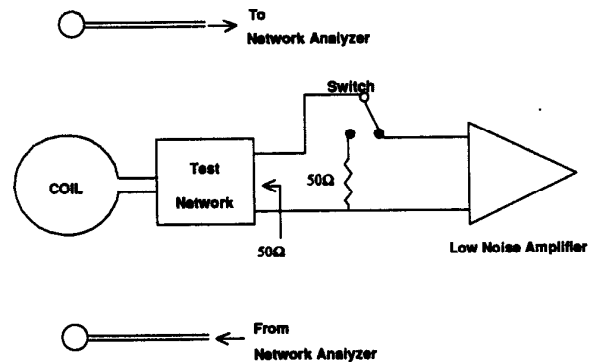 To
Network Analyzer
Switch
Test
Network
COIL
50Ω
50Ω
Low Noise Amplifier
From
Network Analyzer